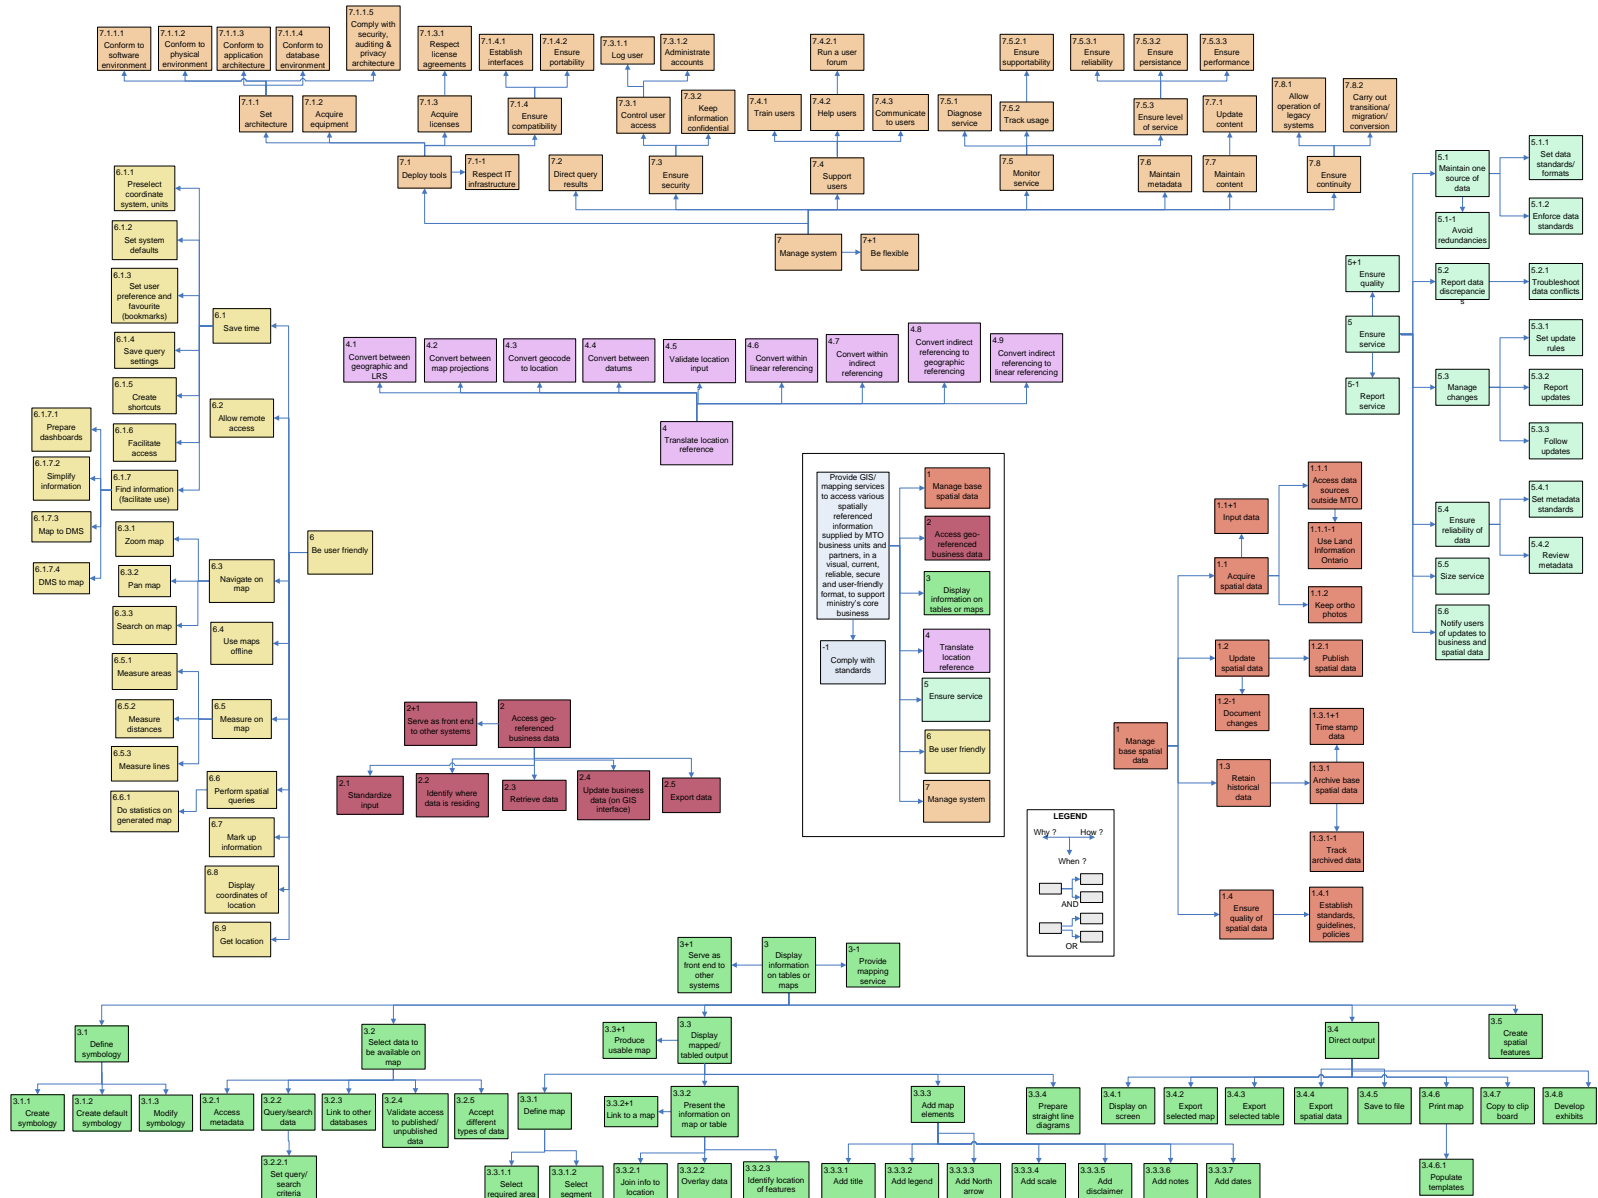 7.1.1.1
Conform to
software
environment
7.1.1.2
Conform to
physical
environment
7.1.1.3
Conform to
application
architecture
7.1.1.4
Conform to
database
environment
7.1.1.5
Comply with
security,
auditing &
privacy
architecture
7.1.3.1
Respect
license
agreements
7.1.4.1
Establish
interfaces
7.1.4.2
Ensure
portability
7.3.1.1
Log user
7.3.1.2
Administrate
accounts
7.4.2.1
Run a user
forum
7.5.2.1
Ensure
supportability
7.5.3.1
Ensure
reliability
7.5.3.2
Ensure
persistance
7.5.3.3
Ensure
performance
7.1.1
Set
architecture
7.1.2
Acquire
equipment
7.1.3
Acquire
licenses
7.1.4
Ensure
compatibility
7.3.1
Control user
access
7.3.2
Keep
information
confidential
7.4.1
Train users
7.4.2
Help users
7.4.3
Communicate
to users
7.5.1
Diagnose
service
7.5.2
Track usage
7.5.3
Ensure level
of service
7.7.1
Update
content
7.8.1
Allow
operation of
legacy
systems
7.8.2
Carry out
transitiona/
migration/
conversion
7.1
Deploy tools
7.1-1
Respect IT
infrastructure
7.2
Direct query
results
7.3
Ensure
security
7.4
Support
users
7.5
Monitor
service
7.6
Maintain
metadata
7.7
Maintain
content
7.8
Ensure
continuity
7
Manage system
7+1
Be flexible
6.1.1
Preselect
coordinate
system, units
6.1.2
Set system
defaults
6.1.3
Set user
preference and
favourite
(bookmarks)
6.1.4
Save query
settings
6.1.5
Create
shortcuts
6.1.6
Facilitate
access
6.1.7
Find information
(facilitate use)
6.1.7.1
Prepare
dashboards
6.1.7.2
Simplify
information
6.1.7.3
Map to DMS
6.1.7.4
DMS to map
6.1
Save time
6.2
Allow remote
access
6.3.1
Zoom map
6.3.2
Pan map
6.3.3
Search on map
6.3
Navigate on
map
6.4
Use maps
offline
6.5.1
Measure areas
6.5.2
Measure
distances
6.5.3
Measure lines
6.5
Measure on
map
6.6
Perform spatial
queries
6.6.1
Do statistics on
generated map
6.7
Mark up
information
6.8
Display
coordinates of
location
6.9
Get location
6
Be user friendly
4.1
Convert between
geographic and
LRS
4.2
Convert between
map projections
4.3
Convert geocode
to location
4.4
Convert between
datums
4.5
Validate location
input
4.6
Convert within
linear referencing
4.7
Convert within
indirect
referencing
4.8
Convert indirect
referencing to
geographic
referencing
4.9
Convert indirect
referencing to
linear referencing
4
Translate location
reference
5.1
Maintain one
source of
data
5.1.1
Set data
standards/
formats
5.1.2
Enforce data
standards
5.1-1
Avoid
redundancies
5+1
Ensure
quality
5
Ensure
service
5-1
Report
service
5.2
Report data
discrepancie
s
5.2.1
Troubleshoot
data conflicts
5.3
Manage
changes
5.3.1
Set update
rules
5.3.2
Report
updates
5.3.3
Follow
updates
5.4
Ensure
reliability of
data
5.4.1
Set metadata
standards
5.4.2
Review
metadata
5.5
Size service
5.6
Notify users
of updates to
business and
spatial data
Provide GIS/
mapping services
to access various
spatially
referenced
information
supplied by MTO
business units and
partners, in a
visual, current,
reliable, secure
and user-friendly
format, to support
ministry's core
business
-1
Comply with
standards
1
Manage base
spatial data
2
Access geo-
referenced
business data
3
Display
information on
tables or maps
4
Translate
location
reference
5
Ensure service
6
Be user friendly
7
Manage system
2+1
Serve as front end
to other systems
2
Access geo-
referenced
business data
2.1
Standardize
input
2.2
Identify where
data is residing
2.3
Retrieve data
2.4
Update business
data (on GIS
interface)
2.5
Export data
1
Manage
base spatial
data
1.1+1
Input data
1.1
Acquire
spatial data
1.1.1
Access data
sources
outside MTO
1.1.1-1
Use Land
Information
Ontario
1.1.2
Keep ortho
photos
1.2
Update
spatial data
1.2.1
Publish
spatial data
1.2-1
Document
changes
1.3
Retain
historical
data
1.3.1+1
Time stamp
data
1.3.1
Archive base
spatial data
1.3.1-1
Track
archived data
1.4
Ensure
quality of
spatial data
1.4.1
Establish
standards,
guidelines,
policies
LEGEND
Why ?
How ?
When ?
AND
OR
3+1
Serve as
front end to
other
systems
3
Display
information
on tables or
maps
3-1
Provide
mapping
service
3.1
Define
symbology
3.2
Select data to
be available on
map
3.3+1
Produce
usable map
3.3
Display
mapped/
tabled output
3.4
Direct output
3.5
Create
spatial
features
3.1.1
Create
symbology
3.1.2
Create default
symbology
3.1.3
Modify
symbology
3.2.1
Access
metadata
3.2.2
Query/search
data
3.2.3
Link to other
databases
3.2.4
Validate access
to published/
unpublished
data
3.2.5
Accept
different
types of data
3.3.1
Define map
3.3.2+1
Link to a map
3.3.2
Present the
information on
map or table
3.3.3
Add map
elements
3.3.4
Prepare
straight line
diagrams
3.4.1
Display on
screen
3.4.2
Export
selected map
3.4.3
Export
selected table
3.4.4
Export
spatial data
3.4.5
Save to file
3.4.6
Print map
3.4.7
Copy to clip
board
3.4.8
Develop
exhibits
3.2.2.1
Set query/
search
criteria
3.3.1.1
Select
required area
3.3.1.2
Select
segment
3.3.2.1
Join info to
location
3.3.2.2
Overlay data
3.3.2.3
Identify location
of features
3.3.3.1
Add title
3.3.3.2
Add legend
3.3.3.3
Add North
arrow
3.3.3.4
Add scale
3.3.3.5
Add
disclaimer
3.3.3.6
Add notes
3.3.3.7
Add dates
3.4.6.1
Populate
templates